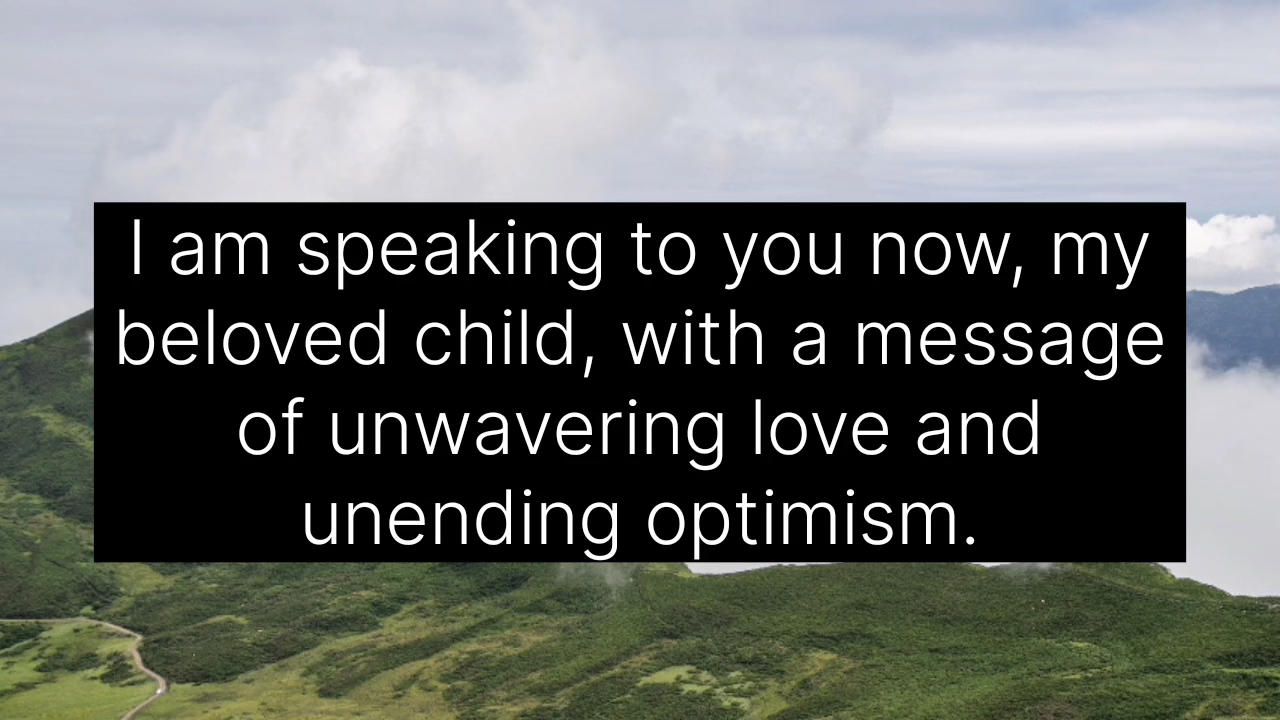 I am speaking to you now, my
beloved child, with a message
of unwavering love and
unending optimism.